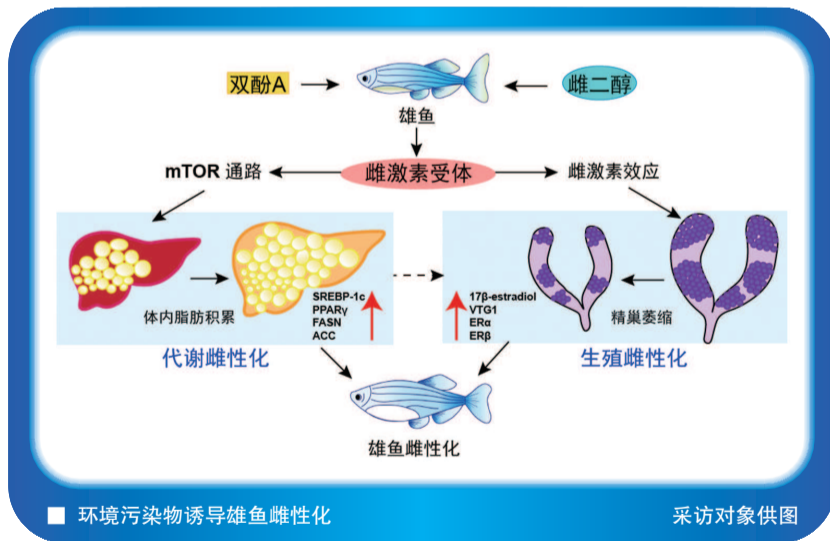 双酚A
雌二醇
雄鱼
mTOR 通路
雌激素受体
雌激素效应
体内脂肪积累
SREBP-1c
PPARγ
FASN
ACC
17β-estradiol
VTG1
ERα
ERβ
精巢萎缩
代谢雌性化
生殖雌性化
雄鱼雌性化
环境污染物诱导雄鱼雌性化
采访对象供图